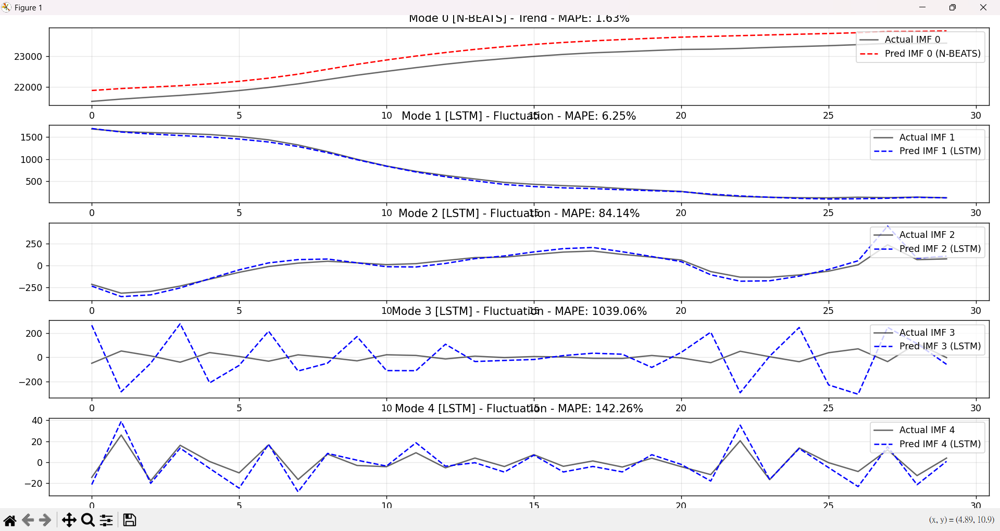 Figure 1
Mode 0 [N-BEATS] - Trend - MAPE: 1.63%
23000
22000
Actual IMF 0
Pred IMF 0 (N-BEATS)
0 5 10 15 20 25 30
Mode 1 [LSTM] - Fluctuation - MAPE: 6.25%
1500
1000
500
Actual IMF 1
Pred IMF 1 (LSTM)
0 5 10 15 20 25 30
Mode 2 [LSTM] - Fluctuation - MAPE: 84.14%
250
0
−250
Actual IMF 2
Pred IMF 2 (LSTM)
0 5 10 15 20 25 30
Mode 3 [LSTM] - Fluctuation - MAPE: 1039.06%
200
0
−200
Actual IMF 3
Pred IMF 3 (LSTM)
0 5 10 15 20 25 30
Mode 4 [LSTM] - Fluctuation - MAPE: 142.26%
40
20
0
−20
Actual IMF 4
Pred IMF 4 (LSTM)
0 5 10 15 20 25 30
(x, y) = (4.89, 10.9)